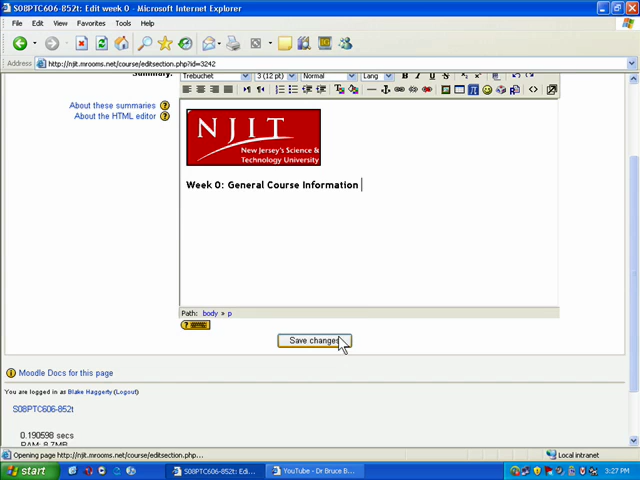 S08PTC606-852t: Edit week 0 - Microsoft Internet Explorer
File Edit View Favorites Tools Help
Address http://njit.mrooms.net/course/editsection.php?id=3242
Summary:
Trebuchet 3 (12 pt) Normal Lang B I U S
About these summaries
About the HTML editor
NJIT
New Jersey's Science &
Technology University
Week 0: General Course Information
Path: body » p
Save changes
Moodle Docs for this page
You are logged in as Blake Haggerty (Logout)
S08PTC606-852t
0.190598 secs
RAM: 8.7MB
Opening page http://njit.mrooms.net/course/editsection.php... Local intranet
start S08PTC606-852t: Edi... YouTube - Dr Bruce B... 3:27 PM